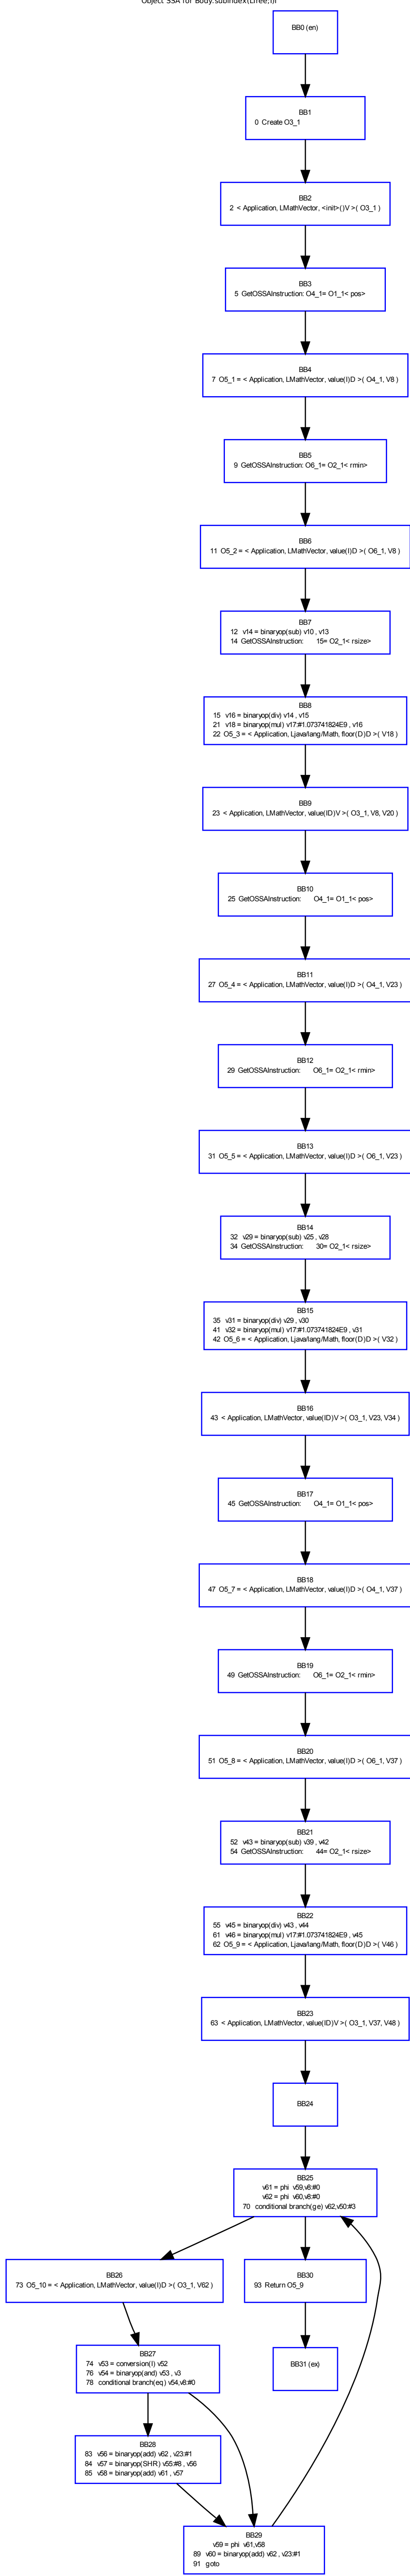 Object SSA for Body.subindex(LTree;I)I
BB0 (en)
BB1
0 Create O3_1
BB2
2 < Application, LMathVector, <init>()V >( O3_1 )
BB3
5 GetOSSAInstruction: O4_1= O1_1< pos>
BB4
7 O5_1 = < Application, LMathVector, value(I)D >( O4_1, V8 )
BB5
9 GetOSSAInstruction: O6_1= O2_1< rmin>
BB6
11 O5_2 = < Application, LMathVector, value(I)D >( O6_1, V8 )
BB7
12 v14 = binaryop(sub) v10 , v13
14 GetOSSAInstruction: 15= O2_1< rsize>
BB8
15 v16 = binaryop(div) v14 , v15
21 v18 = binaryop(mul) v17:#1.073741824E9 , v16
22 O5_3 = < Application, Ljava/lang/Math, floor(D)D >( V18 )
BB9
23 < Application, LMathVector, value(ID)V >( O3_1, V8, V20 )
BB10
25 GetOSSAInstruction: O4_1= O1_1< pos>
BB11
27 O5_4 = < Application, LMathVector, value(I)D >( O4_1, V23 )
BB12
29 GetOSSAInstruction: O6_1= O2_1< rmin>
BB13
31 O5_5 = < Application, LMathVector, value(I)D >( O6_1, V23 )
BB14
32 v29 = binaryop(sub) v25 , v28
34 GetOSSAInstruction: 30= O2_1< rsize>
BB15
35 v31 = binaryop(div) v29 , v30
41 v32 = binaryop(mul) v17:#1.073741824E9 , v31
42 O5_6 = < Application, Ljava/lang/Math, floor(D)D >( V32 )
BB16
43 < Application, LMathVector, value(ID)V >( O3_1, V23, V34 )
BB17
45 GetOSSAInstruction: O4_1= O1_1< pos>
BB18
47 O5_7 = < Application, LMathVector, value(I)D >( O4_1, V37 )
BB19
49 GetOSSAInstruction: O6_1= O2_1< rmin>
BB20
51 O5_8 = < Application, LMathVector, value(I)D >( O6_1, V37 )
BB21
52 v43 = binaryop(sub) v39 , v42
54 GetOSSAInstruction: 44= O2_1< rsize>
BB22
55 v45 = binaryop(div) v43 , v44
61 v46 = binaryop(mul) v17:#1.073741824E9 , v45
62 O5_9 = < Application, Ljava/lang/Math, floor(D)D >( V46 )
BB23
63 < Application, LMathVector, value(ID)V >( O3_1, V37, V48 )
BB24
BB25
v61 = phi v59,v8:#0
v62 = phi v60,v8:#0
70 conditional branch(ge) v62,v50:#3
BB26
73 O5_10 = < Application, LMathVector, value(I)D >( O3_1, V62 )
BB30
93 Return O5_9
BB27
74 v53 = conversion(I) v52
76 v54 = binaryop(and) v53 , v3
78 conditional branch(eq) v54,v8:#0
BB31 (ex)
BB28
83 v56 = binaryop(add) v62 , v23:#1
84 v57 = binaryop(SHR) v55:#8 , v56
85 v58 = binaryop(add) v61 , v57
BB29
v59 = phi v61,v58
89 v60 = binaryop(add) v62 , v23:#1
91 goto